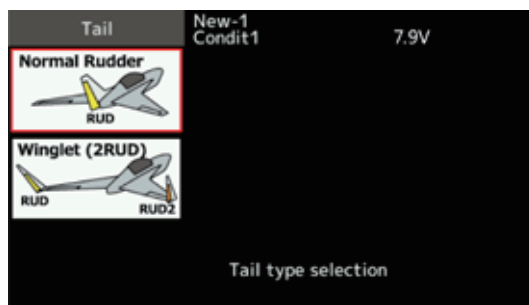 Tail
New-1
Condit1
7.9V
Normal Rudder
RUD
Winglet (2RUD)
RUD
RUD2
Tail type selection